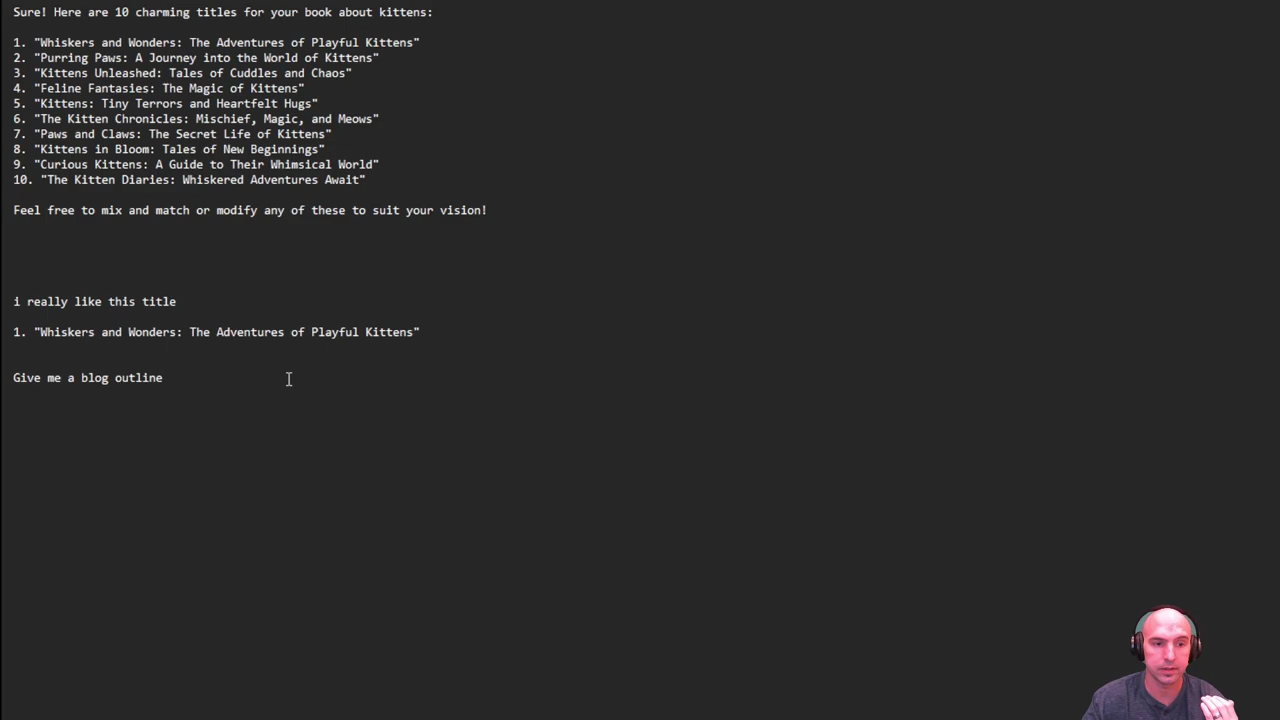 Sure! Here are 10 charming titles for your book about kittens:
1. "Whiskers and Wonders: The Adventures of Playful Kittens"
2. "Purring Paws: A Journey into the World of Kittens"
3. "Kittens Unleashed: Tales of Cuddles and Chaos"
4. "Feline Fantasies: The Magic of Kittens"
5. "Kittens: Tiny Terrors and Heartfelt Hugs"
6. "The Kitten Chronicles: Mischief, Magic, and Meows"
7. "Paws and Claws: The Secret Life of Kittens"
8. "Kittens in Bloom: Tales of New Beginnings"
9. "Curious Kittens: A Guide to Their Whimsical World"
10. "The Kitten Diaries: Whiskered Adventures Await"
Feel free to mix and match or modify any of these to suit your vision!
i really like this title
1. "Whiskers and Wonders: The Adventures of Playful Kittens"
Give me a blog outline